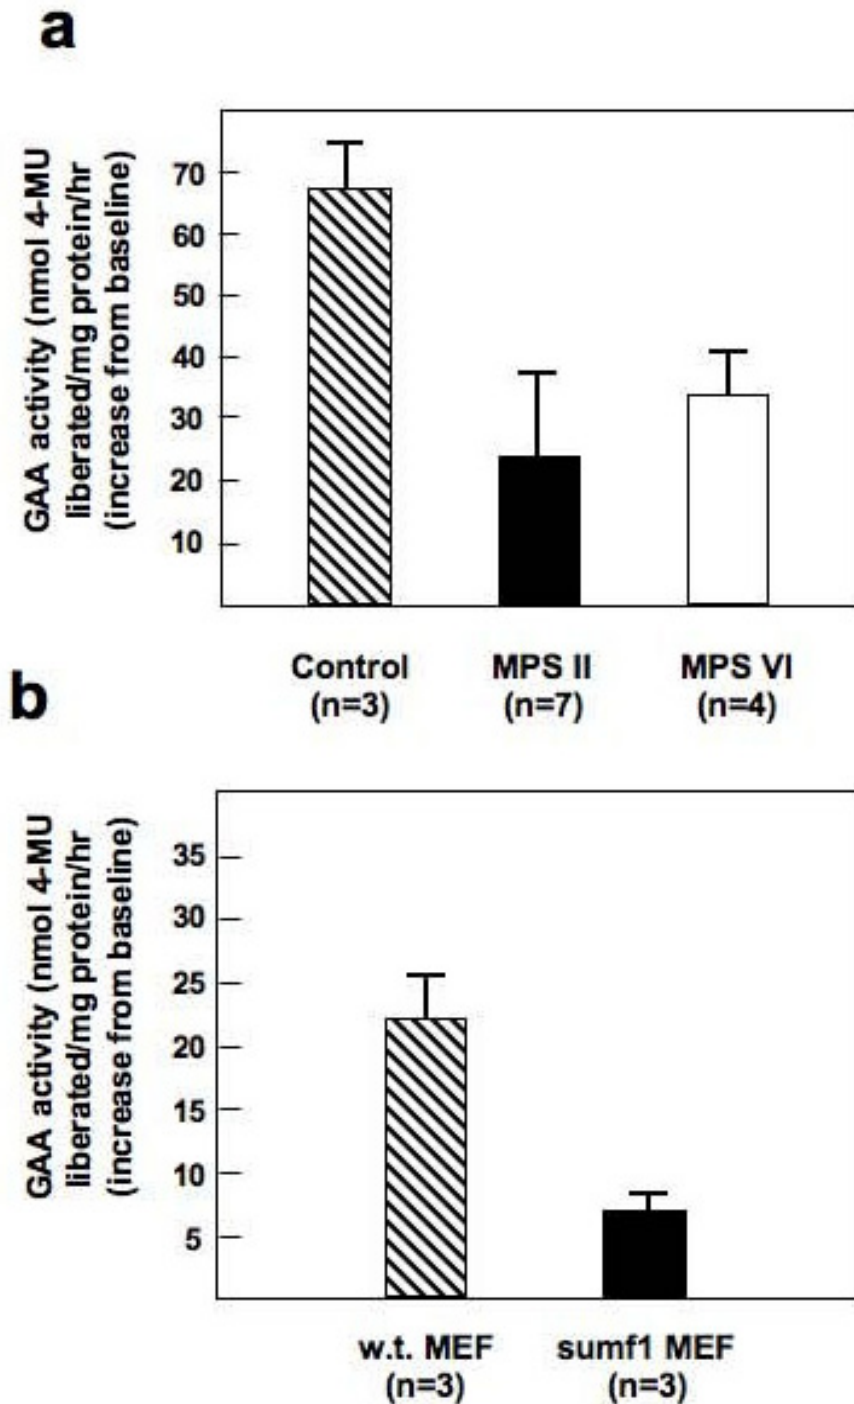 a
GAA activity (nmol 4-MU
liberated/mg protein/hr
(increase from baseline)
70
60
50
40
30
20
10
Control
(n=3)
MPS II
(n=7)
MPS VI
(n=4)
b
GAA activity (nmol 4-MU
liberated/mg protein/hr
(increase from baseline)
35
30
25
20
15
10
5
w.t. MEF
(n=3)
sumf1 MEF
(n=3)